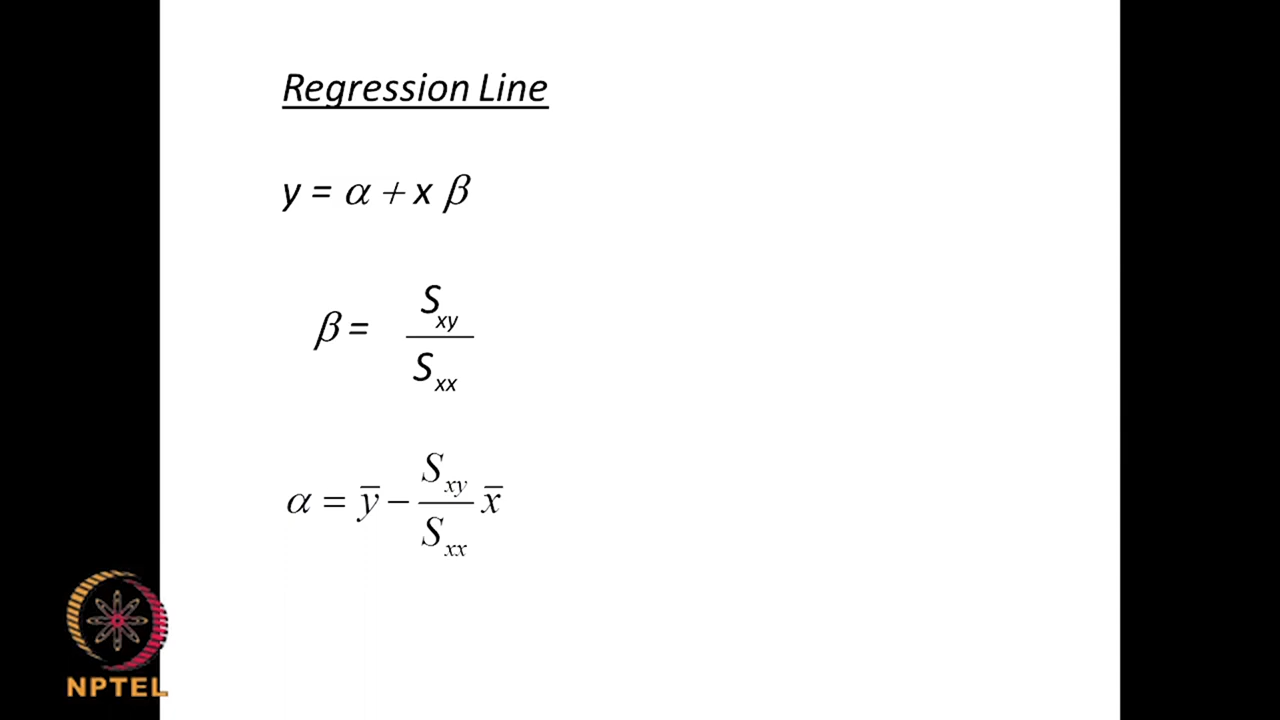 Regression Line
y = α + x β
β = S_xy / S_xx
α = y̅ − S_xy / S_xx x̅
NPTEL